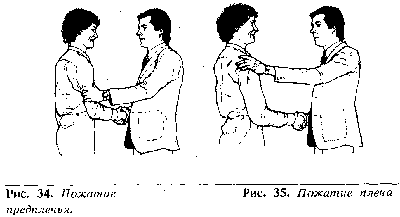 Рис. 34. Пожатие
предплечья.
Рис. 35. Пожатие плеча